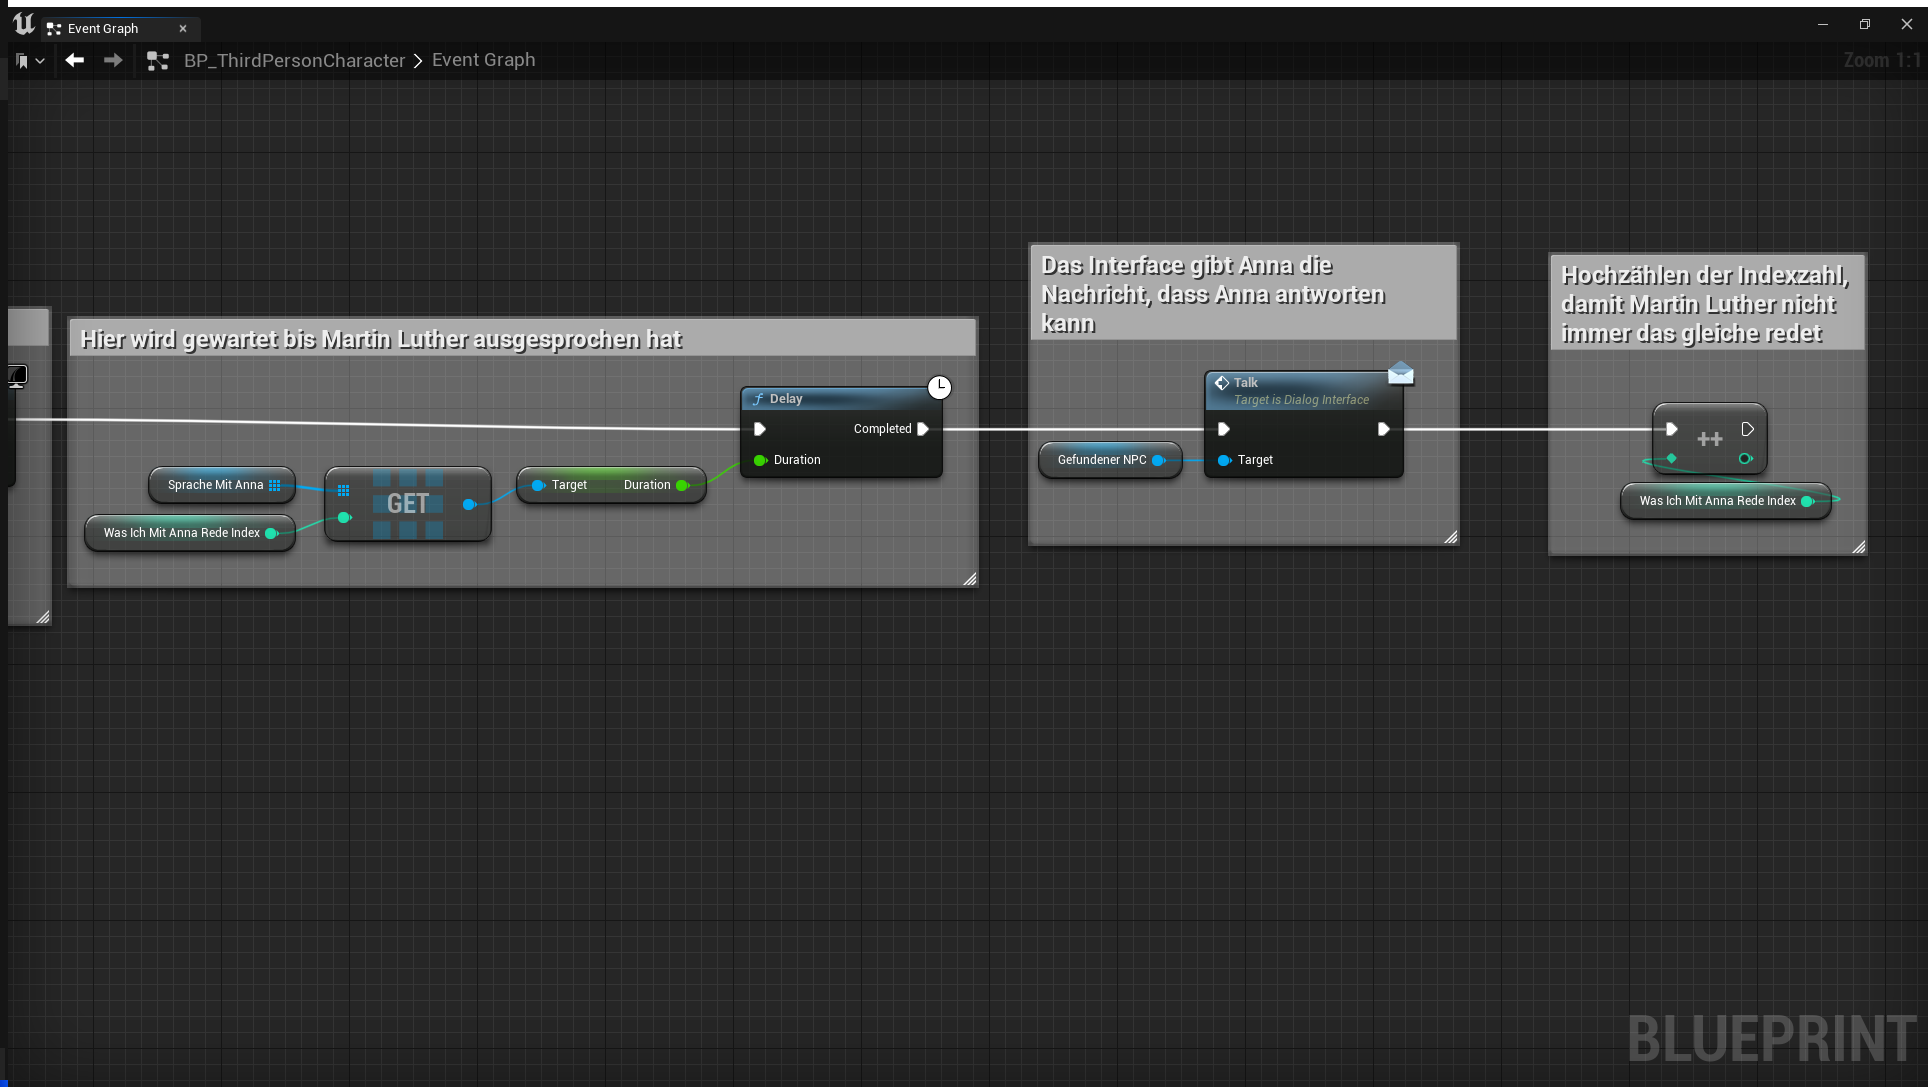 Event Graph
BP_ThirdPersonCharacter > Event Graph
Zoom 1:1
Hier wird gewartet bis Martin Luther ausgesprochen hat
Delay
Completed
Duration
Sprache Mit Anna
GET
Target Duration
Was Ich Mit Anna Rede Index
Das Interface gibt Anna die
Nachricht, dass Anna antworten
kann
Talk
Target is Dialog Interface
Gefundener NPC
Target
Hochzählen der Indexzahl,
damit Martin Luther nicht
immer das gleiche redet
++
Was Ich Mit Anna Rede Index
BLUEPRINT